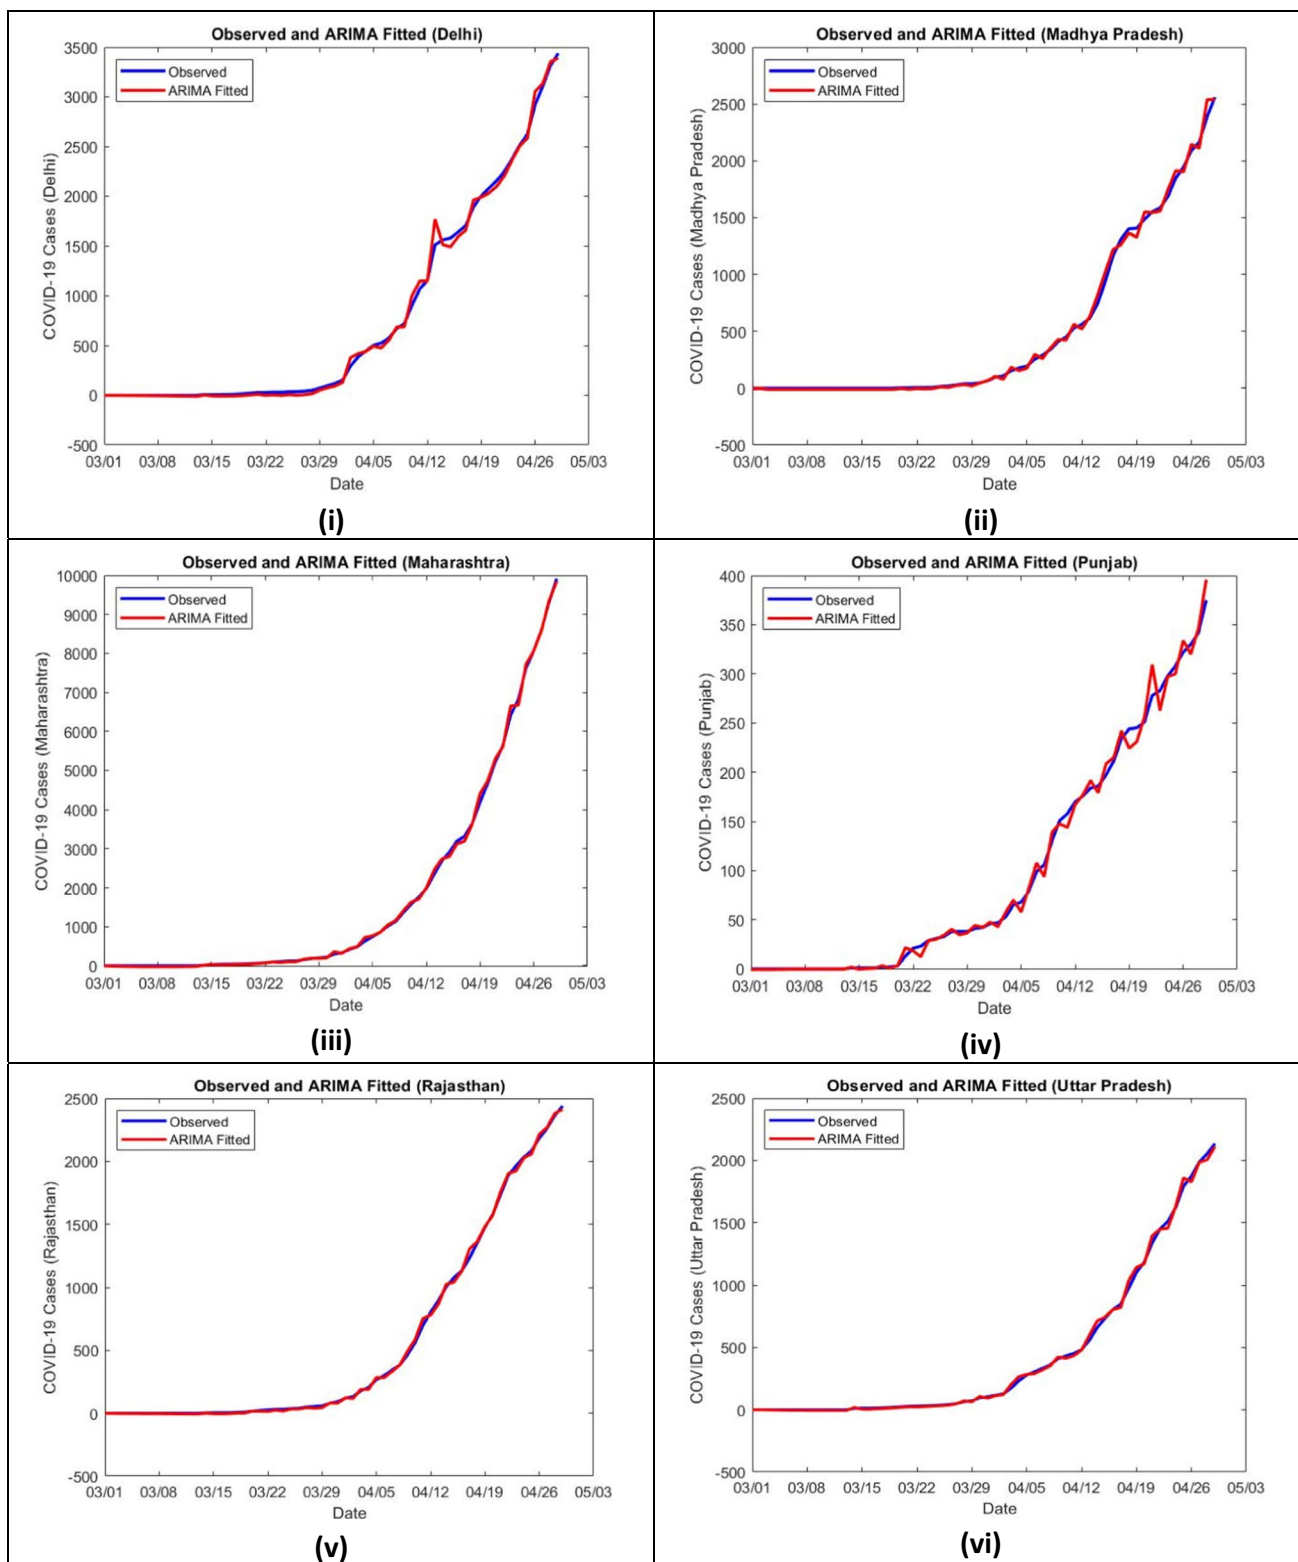 Observed and ARIMA Fitted (Delhi)
3500
3000
2500
2000
1500
1000
500
0
-500
COVID-19 Cases (Delhi)
Observed
ARIMA Fitted
03/01 03/08 03/15 03/22 03/29 04/05 04/12 04/19 04/26 05/03
Date
(i)
Observed and ARIMA Fitted (Madhya Pradesh)
3000
2500
2000
1500
1000
500
0
-500
COVID-19 Cases (Madhya Pradesh)
Observed
ARIMA Fitted
03/01 03/08 03/15 03/22 03/29 04/05 04/12 04/19 04/26 05/03
Date
(ii)
Observed and ARIMA Fitted (Maharashtra)
10000
9000
8000
7000
6000
5000
4000
3000
2000
1000
0
COVID-19 Cases (Maharashtra)
Observed
ARIMA Fitted
03/01 03/08 03/15 03/22 03/29 04/05 04/12 04/19 04/26 05/03
Date
(iii)
Observed and ARIMA Fitted (Punjab)
400
350
300
250
200
150
100
50
0
COVID-19 Cases (Punjab)
Observed
ARIMA Fitted
03/01 03/08 03/15 03/22 03/29 04/05 04/12 04/19 04/26 05/03
Date
(iv)
Observed and ARIMA Fitted (Rajasthan)
2500
2000
1500
1000
500
0
-500
COVID-19 Cases (Rajasthan)
Observed
ARIMA Fitted
03/01 03/08 03/15 03/22 03/29 04/05 04/12 04/19 04/26 05/03
Date
(v)
Observed and ARIMA Fitted (Uttar Pradesh)
2500
2000
1500
1000
500
0
-500
COVID-19 Cases (Uttar Pradesh)
Observed
ARIMA Fitted
03/01 03/08 03/15 03/22 03/29 04/05 04/12 04/19 04/26 05/03
Date
(vi)